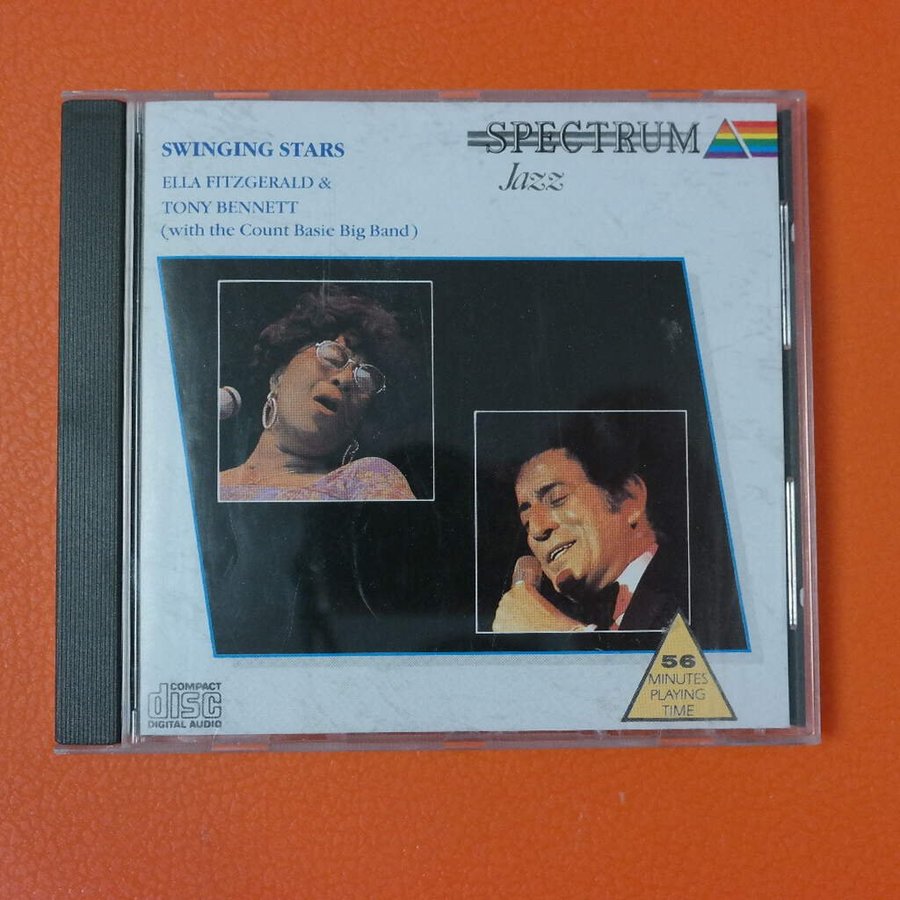 SWINGING STARS
ELLA FITZGERALD &
TONY BENNETT
(with the Count Basie Big Band)
SPECTRUM
Jazz
56
MINUTES
PLAYING
TIME
COMPACT
disc
DIGITAL AUDIO